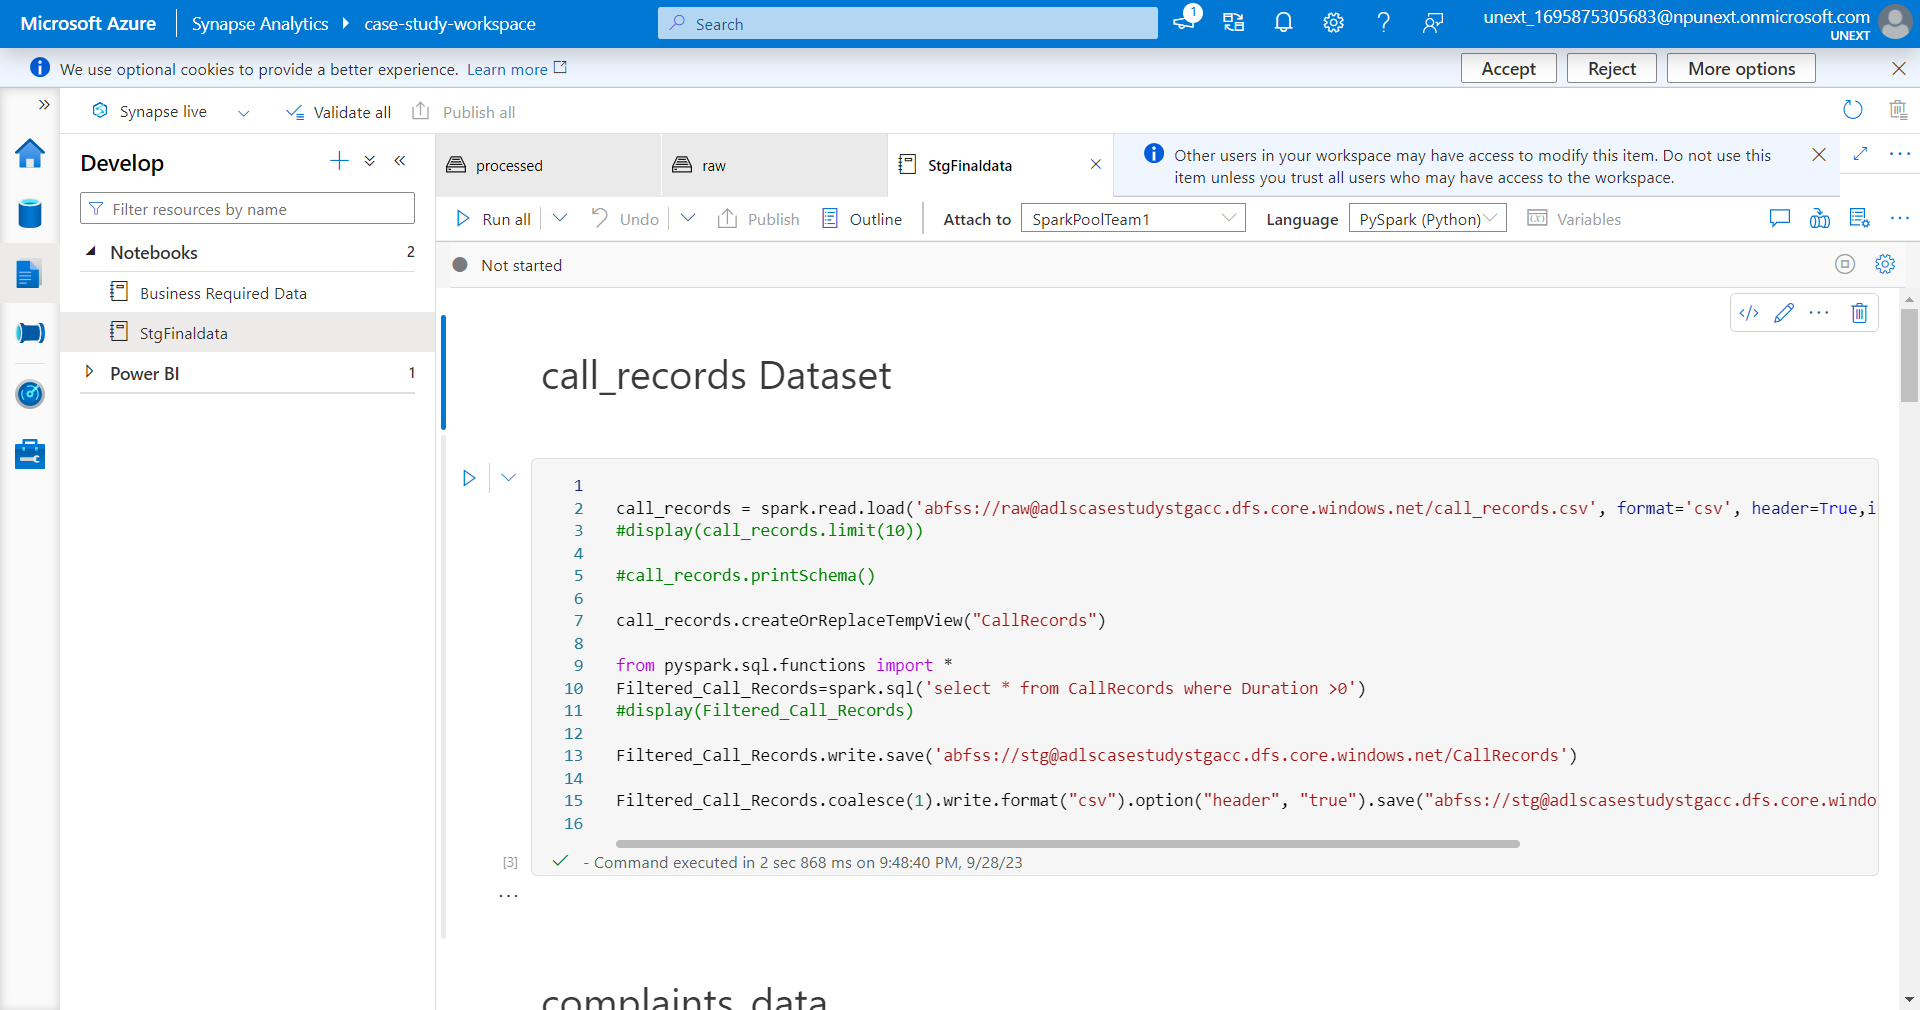 Microsoft Azure
Synapse Analytics
case-study-workspace
Search
1
unext_1695875305683@npunext.onmicrosoft.com
UNEXT
We use optional cookies to provide a better experience. Learn more
Accept
Reject
More options
Synapse live
Validate all
Publish all
Develop
Filter resources by name
Notebooks
2
Business Required Data
StgFinaldata
Power BI
1
processed
raw
StgFinaldata
Other users in your workspace may have access to modify this item. Do not use this
item unless you trust all users who may have access to the workspace.
Run all
Undo
Publish
Outline
Attach to
SparkPoolTeam1
Language
PySpark (Python)
Variables
Not started
call_records Dataset
1
2 call_records = spark.read.load('abfss://raw@adlscasestudystgacc.dfs.core.windows.net/call_records.csv', format='csv', header=True,i
3 #display(call_records.limit(10))
4
5 #call_records.printSchema()
6
7 call_records.createOrReplaceTempView("CallRecords")
8
9 from pyspark.sql.functions import *
10 Filtered_Call_Records=spark.sql('select * from CallRecords where Duration >0')
11 #display(Filtered_Call_Records)
12
13 Filtered_Call_Records.write.save('abfss://stg@adlscasestudystgacc.dfs.core.windows.net/CallRecords')
14
15 Filtered_Call_Records.coalesce(1).write.format("csv").option("header", "true").save("abfss://stg@adlscasestudystgacc.dfs.core.windo
16
[3]
- Command executed in 2 sec 868 ms on 9:48:40 PM, 9/28/23
complaints_data